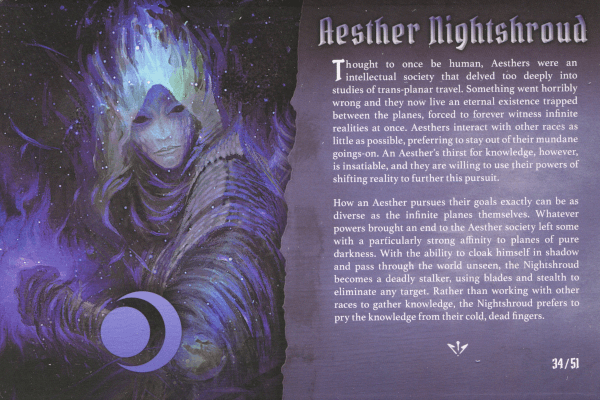 Aesther Nightshroud
Thought to once be human, Aesthers were an
intellectual society that delved too deeply into
studies of trans-planar travel. Something went horribly
wrong and they now live an eternal existence trapped
between the planes, forced to forever witness infinite
realities at once. Aesthers interact with other races as
little as possible, preferring to stay out of their mundane
goings-on. An Aesther's thirst for knowledge, however,
is insatiable, and they are willing to use their powers of
shifting reality to further this pursuit.
How an Aesther pursues their goals exactly can be as
diverse as the infinite planes themselves. Whatever
powers brought an end to the Aesther society left some
with a particularly strong affinity to planes of pure
darkness. With the ability to cloak himself in shadow
and pass through the world unseen, the Nightshroud
becomes a deadly stalker, using blades and stealth to
eliminate any target. Rather than working with other
races to gather knowledge, the Nightshroud prefers to
pry the knowledge from their cold, dead fingers.
34/51